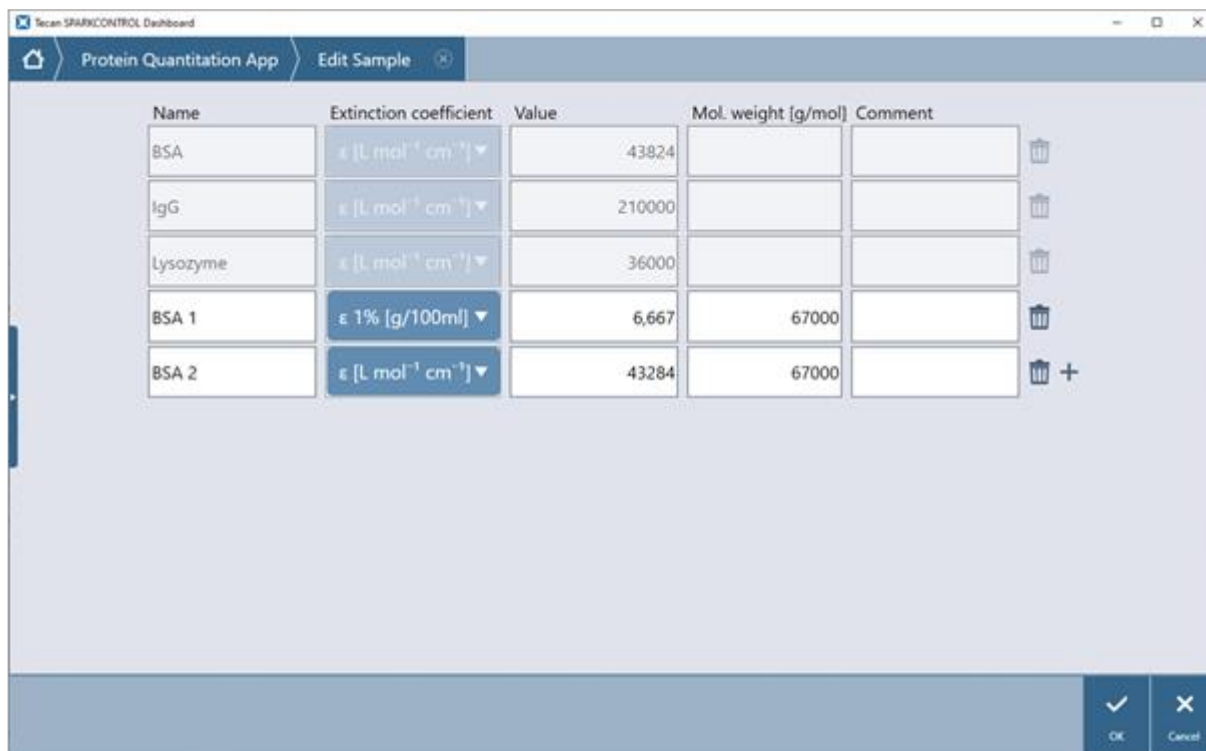 Tecan SPARKCONTROL Dashboard
Protein Quantitation App Edit Sample
Name Extinction coefficient Value Mol. weight [g/mol] Comment
BSA ε [L mol⁻¹ cm⁻¹] 43824
IgG ε [L mol⁻¹ cm⁻¹] 210000
Lysozyme ε [L mol⁻¹ cm⁻¹] 36000
BSA 1 ε 1% [g/100ml] 6,667 67000
BSA 2 ε [L mol⁻¹ cm⁻¹] 43284 67000
OK Cancel